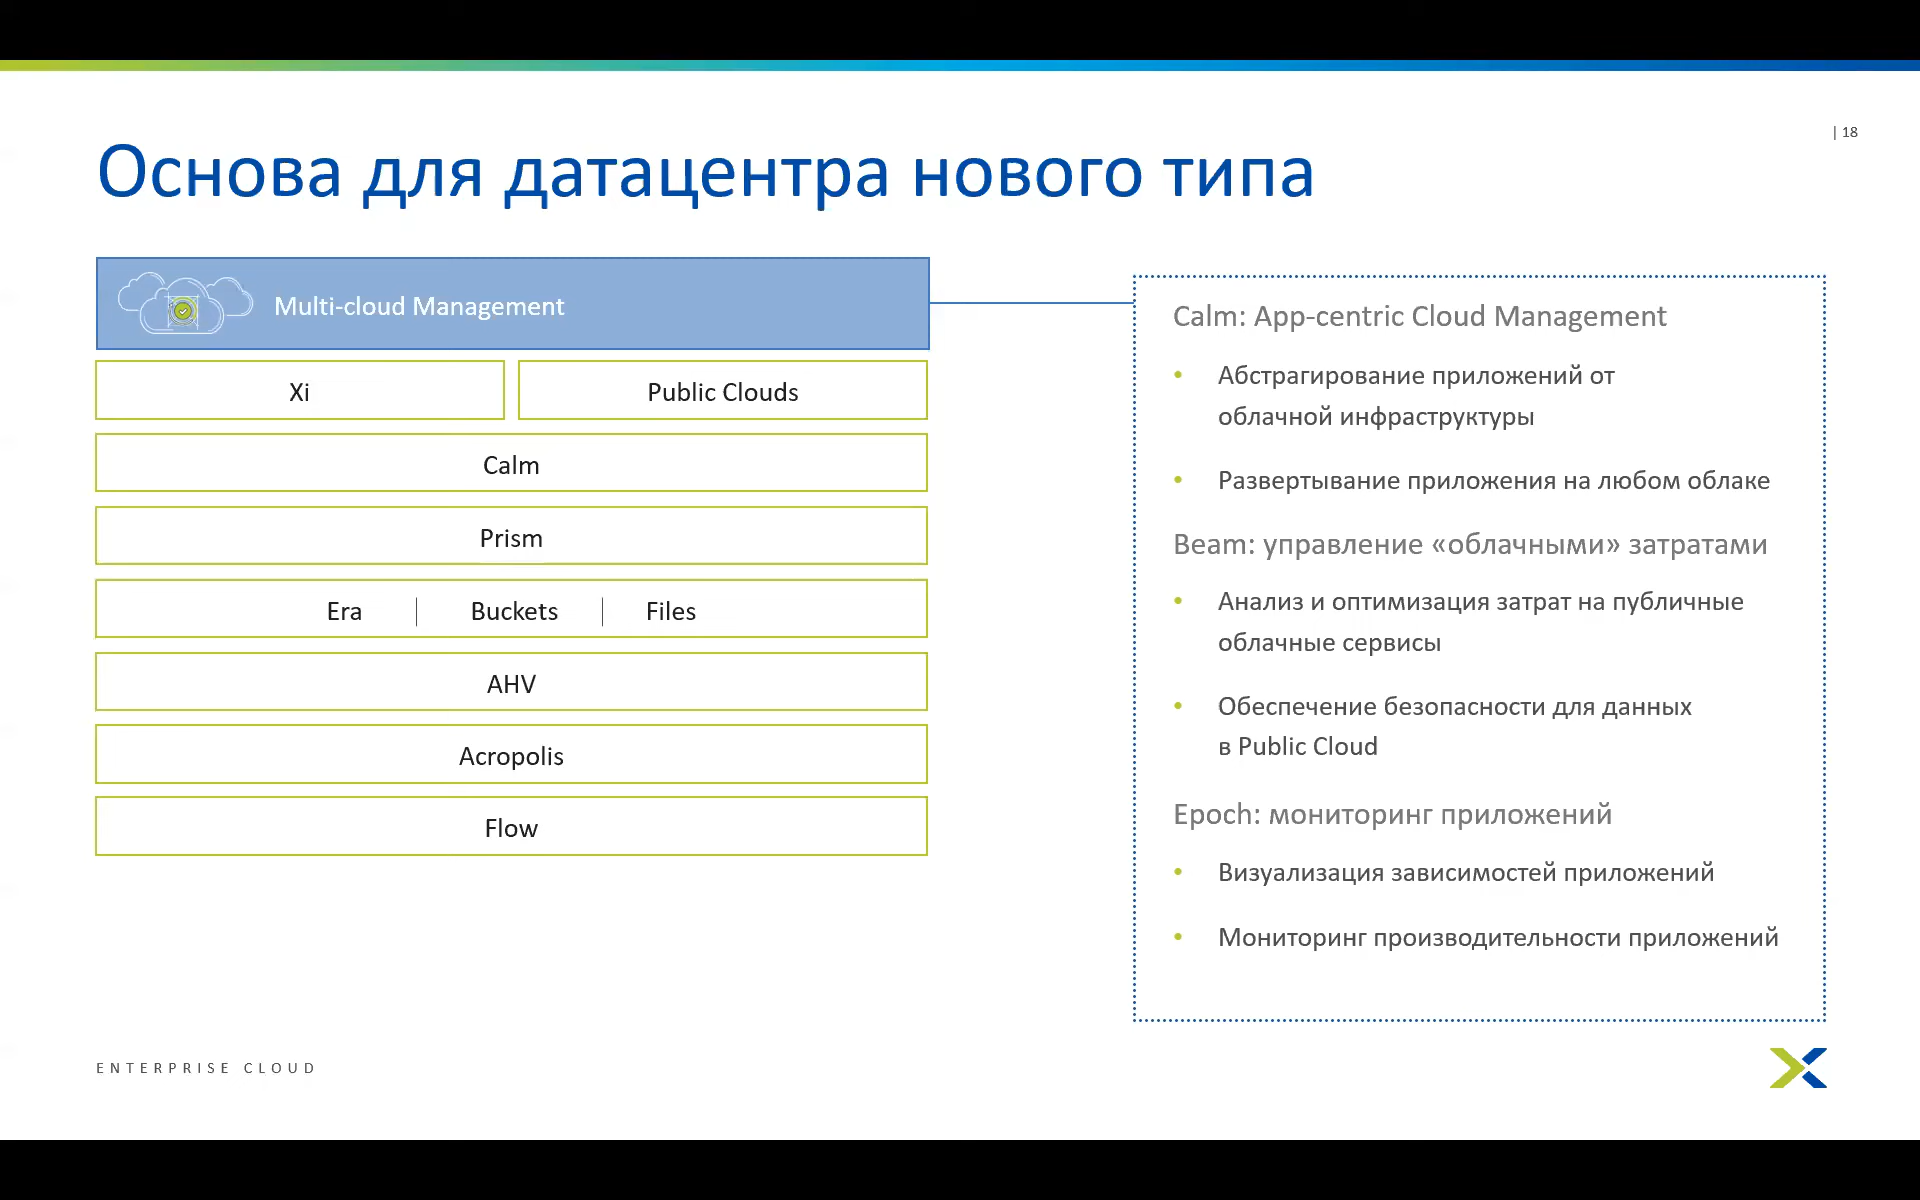 | 18
Основа для датацентра нового типа
Multi-cloud Management
Xi
Public Clouds
Calm
Prism
Era | Buckets | Files
AHV
Acropolis
Flow
Calm: App-centric Cloud Management
• Абстрагирование приложений от
облачной инфраструктуры
• Развертывание приложения на любом облаке
Beam: управление «облачными» затратами
• Анализ и оптимизация затрат на публичные
облачные сервисы
• Обеспечение безопасности для данных
в Public Cloud
Epoch: мониторинг приложений
• Визуализация зависимостей приложений
• Мониторинг производительности приложений
ENTERPRISE CLOUD